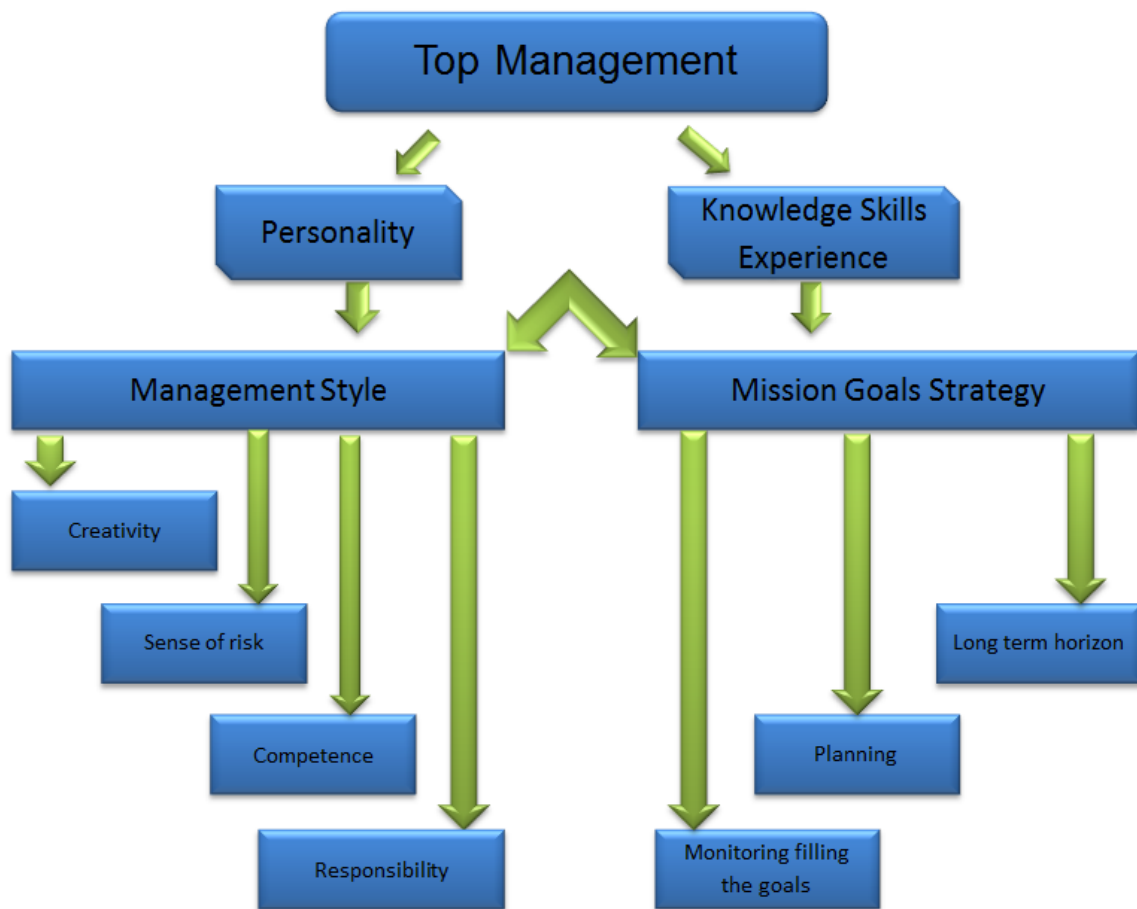 Top Management
Personality
Knowledge Skills
Experience
Management Style
Mission Goals Strategy
Creativity
Sense of risk
Long term horizon
Competence
Planning
Responsibility
Monitoring filling
the goals